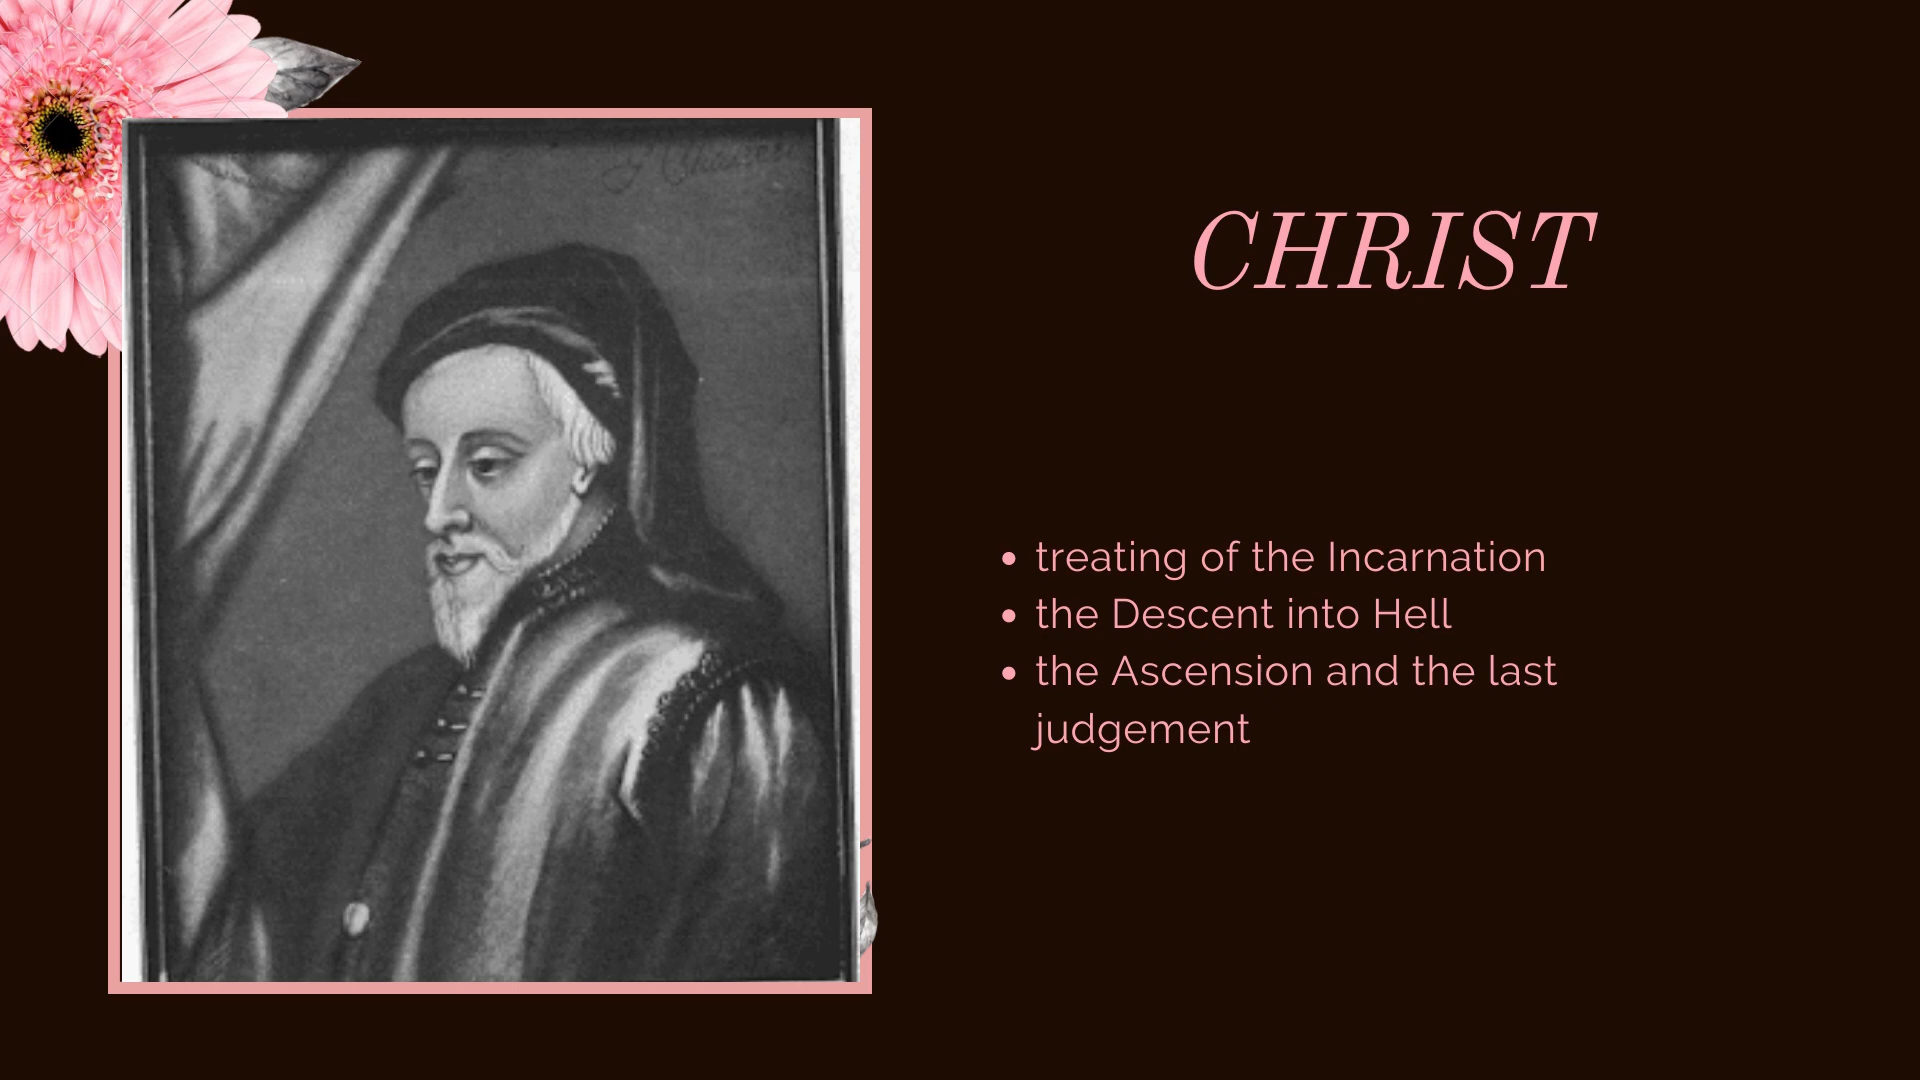 CHRIST
treating of the Incarnation
the Descent into Hell
the Ascension and the last
judgement